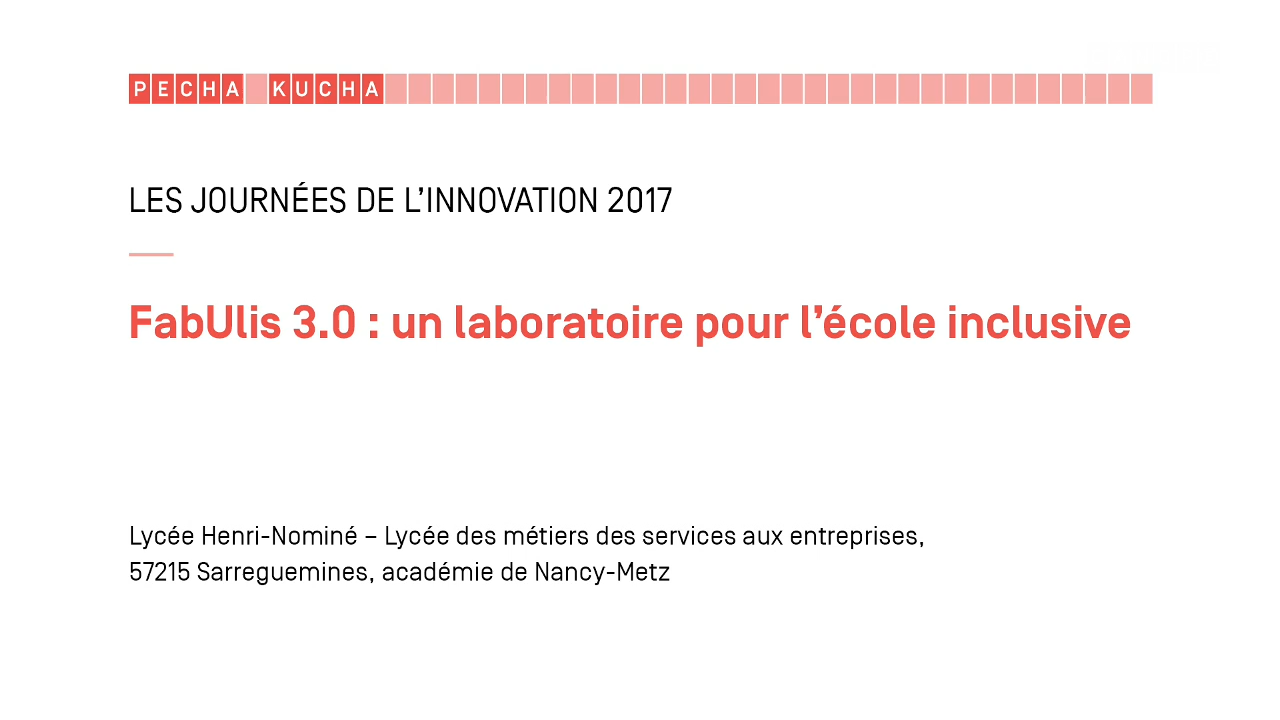 PECHA KUCHA
LES JOURNÉES DE L’INNOVATION 2017
FabUlis 3.0 : un laboratoire pour l’école inclusive
Lycée Henri-Nominé – Lycée des métiers des services aux entreprises,
57215 Sarreguemines, académie de Nancy-Metz